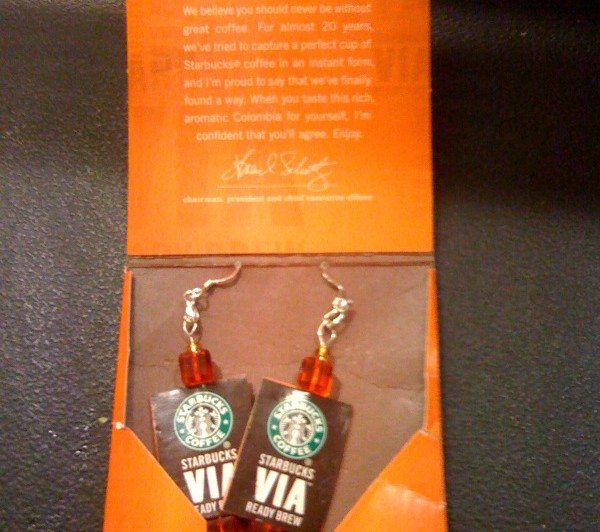 We believe you should never be without
great coffee. For almost 20 years,
we've tried to capture a perfect cup of
Starbucks® coffee in an instant form,
and I'm proud to say that we've finally
found a way. When you taste this rich,
aromatic Colombia for yourself, I'm
confident that you'll agree. Enjoy.
chairman, president and chief executive officer
STARBUCKS
COFFEE
STARBUCKS
VIA
READY B
STARBUCKS
COFFEE
STARBUCKS
VIA
READY BREW